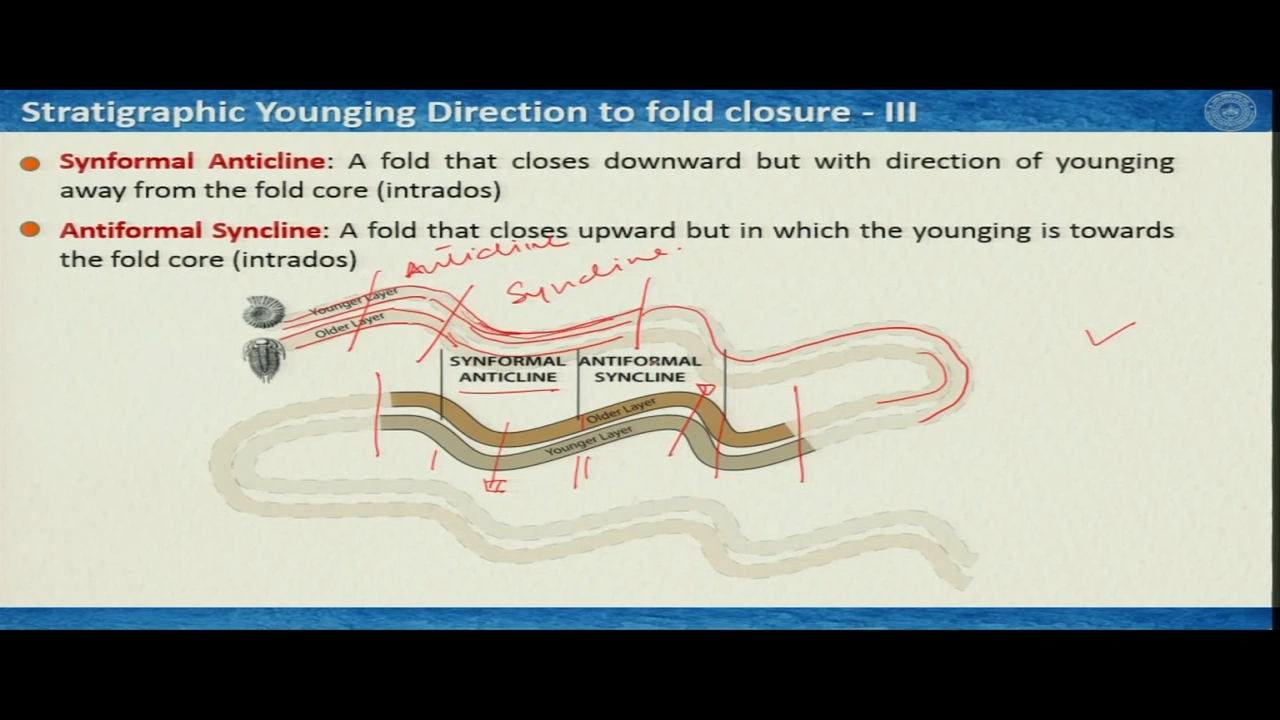 Stratigraphic Younging Direction to fold closure - III
Synformal Anticline: A fold that closes downward but with direction of younging
away from the fold core (intrados)
Antiformal Syncline: A fold that closes upward but in which the younging is towards
the fold core (intrados)
Anticline
Syncline.
Younger Layer
Older Layer
SYNFORMAL
ANTICLINE
ANTIFORMAL
SYNCLINE
Older Layer
Younger Layer